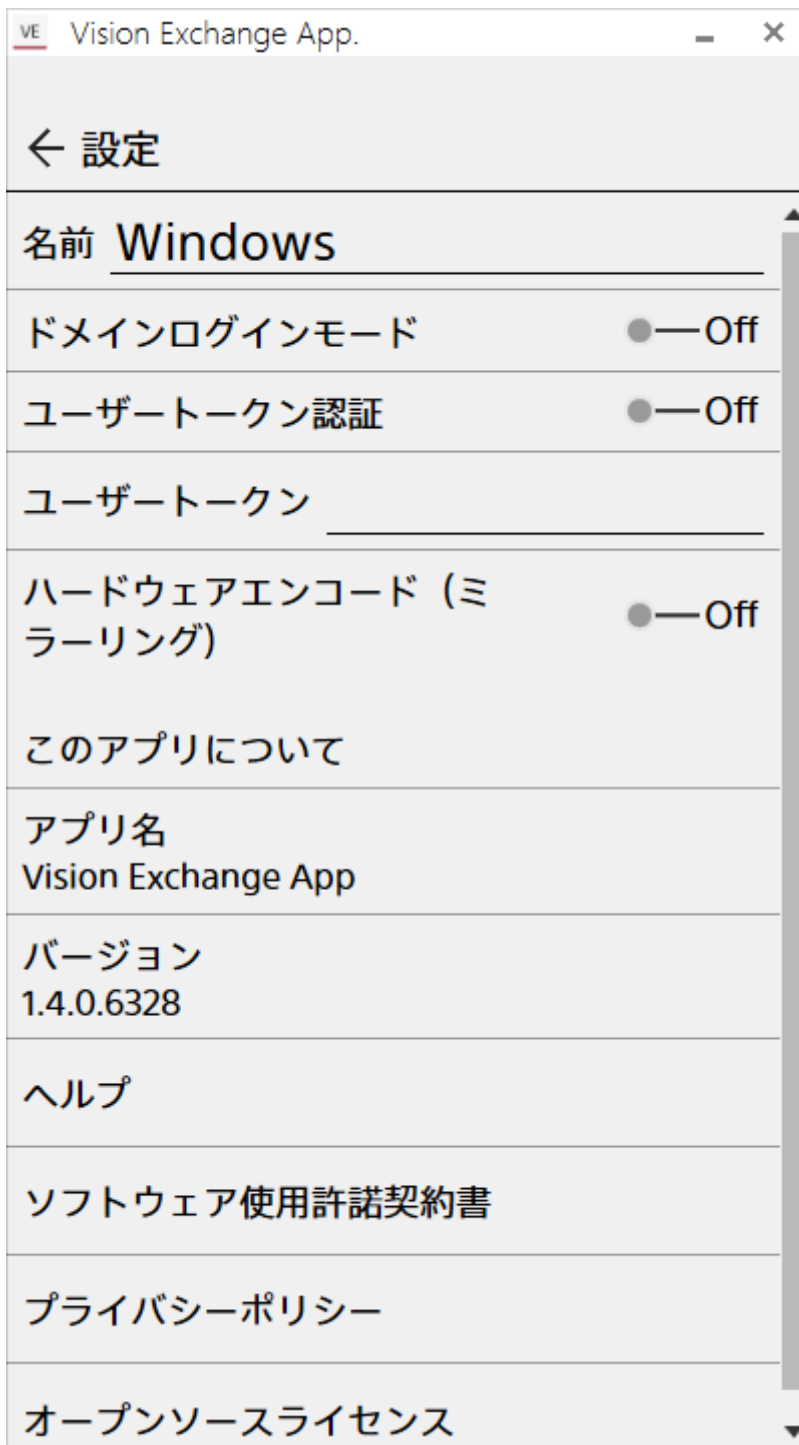 VE Vision Exchange App.
← 設定
名前 Windows
ドメインログインモード Off
ユーザートークン認証 Off
ユーザートークン
ハードウェアエンコード（ミ
ラーリング） Off
このアプリについて
アプリ名
Vision Exchange App
バージョン
1.4.0.6328
ヘルプ
ソフトウェア使用許諾契約書
プライバシーポリシー
オープンソースライセンス